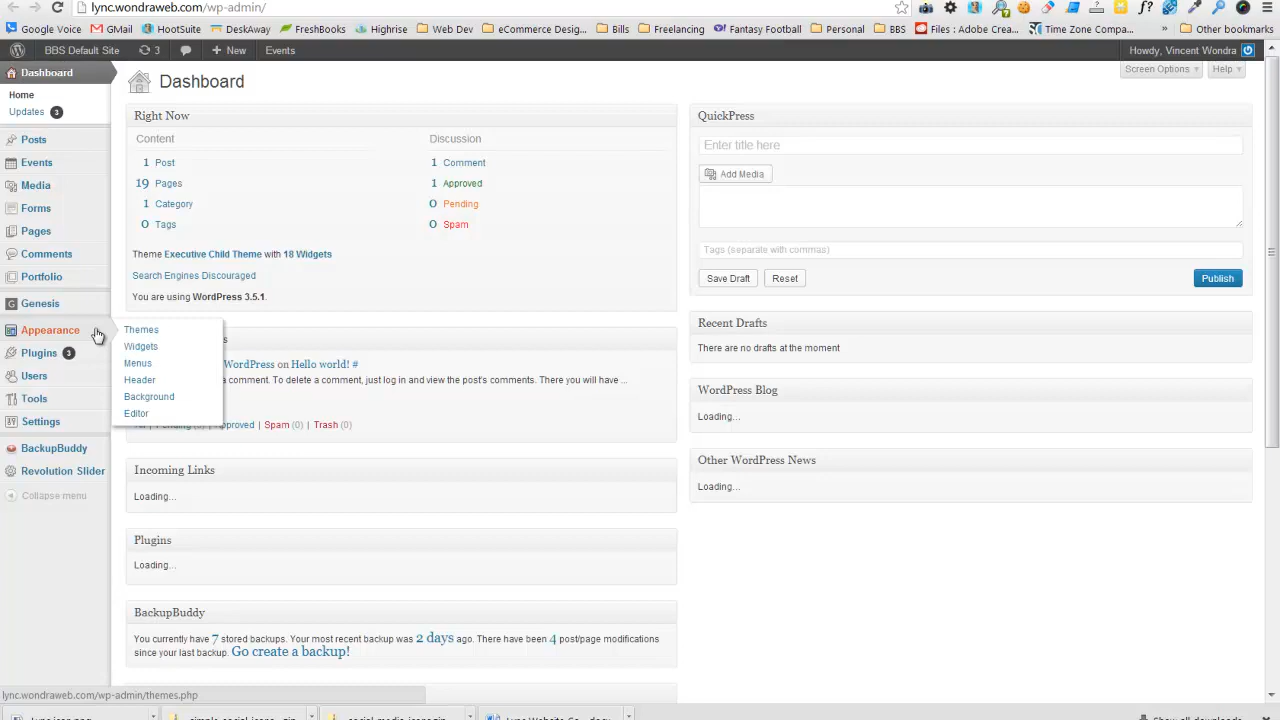 lync.wondraweb.com/wp-admin/
Google Voice
GMail
HootSuite
DeskAway
FreshBooks
Highrise
Web Dev
eCommerce Design...
Bills
Freelancing
Fantasy Football
Personal
BBS
Files : Adobe Crea...
Time Zone Compa...
Other bookmarks
BBS Default Site
3
+ New
Events
Howdy, Vincent Wondra
Dashboard
Home
Updates 3
Posts
Events
Media
Forms
Pages
Comments
Portfolio
Genesis
Appearance
Plugins 3
Users
Tools
Settings
BackupBuddy
Revolution Slider
Collapse menu
Themes
Widgets
Menus
Header
Background
Editor
Dashboard
Screen Options
Help
Right Now
Content
Discussion
1 Post
1 Comment
19 Pages
1 Approved
1 Category
0 Pending
0 Tags
0 Spam
Theme Executive Child Theme with 18 Widgets
Search Engines Discouraged
You are using WordPress 3.5.1.
WordPress on Hello world! #
a comment. To delete a comment, just log in and view the post's comments. There you will have ...
| Spam (0) | Trash (0)
Incoming Links
Loading...
Plugins
Loading...
BackupBuddy
You currently have 7 stored backups. Your most recent backup was 2 days ago. There have been 4 post/page modifications
since your last backup. Go create a backup!
QuickPress
Enter title here
Add Media
Tags (separate with commas)
Save Draft
Reset
Publish
Recent Drafts
There are no drafts at the moment
WordPress Blog
Loading...
Other WordPress News
Loading...
lync.wondraweb.com/wp-admin/themes.php